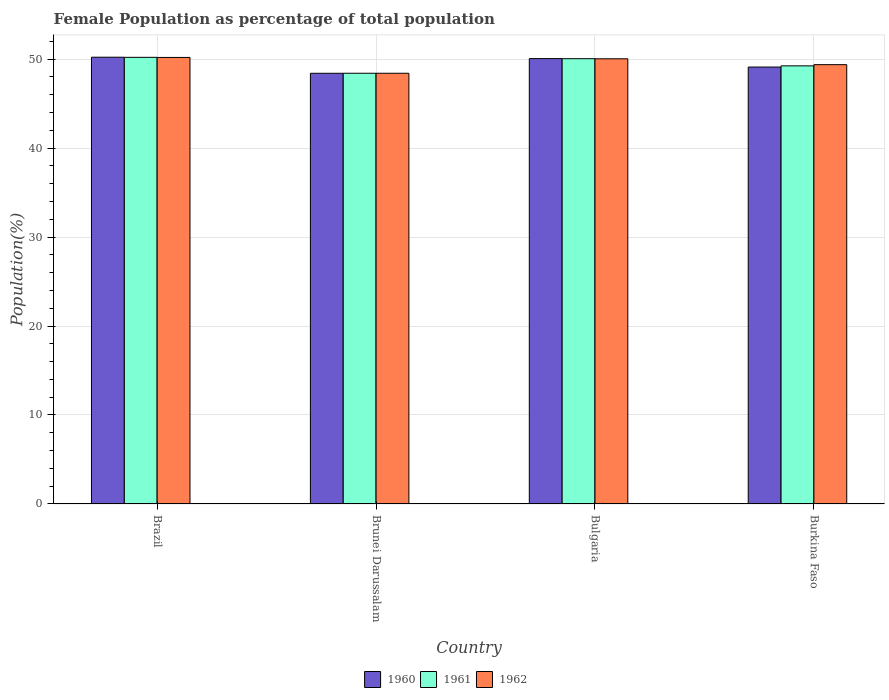 Female Population as percentage of total population
Population(%)
50
40
30
20
10
0
Brazil
Brunei Darussalam
Bulgaria
Burkina Faso
Country
1960
1961
1962